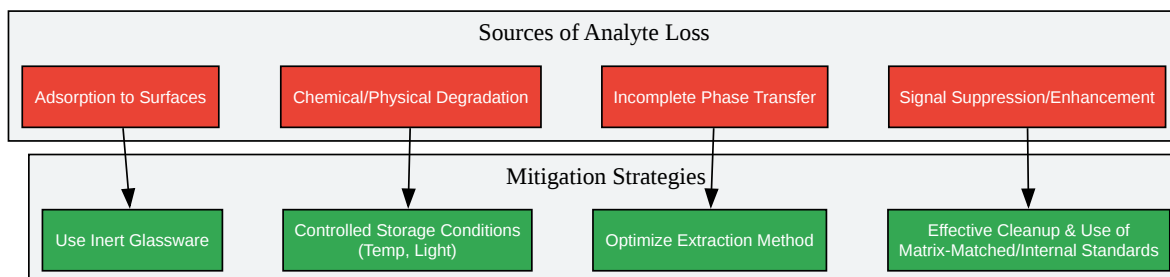 Sources of Analyte Loss
Adsorption to Surfaces
Chemical/Physical Degradation
Incomplete Phase Transfer
Signal Suppression/Enhancement
Mitigation Strategies
Use Inert Glassware
Controlled Storage Conditions
(Temp, Light)
Optimize Extraction Method
Effective Cleanup & Use of
Matrix-Matched/Internal Standards